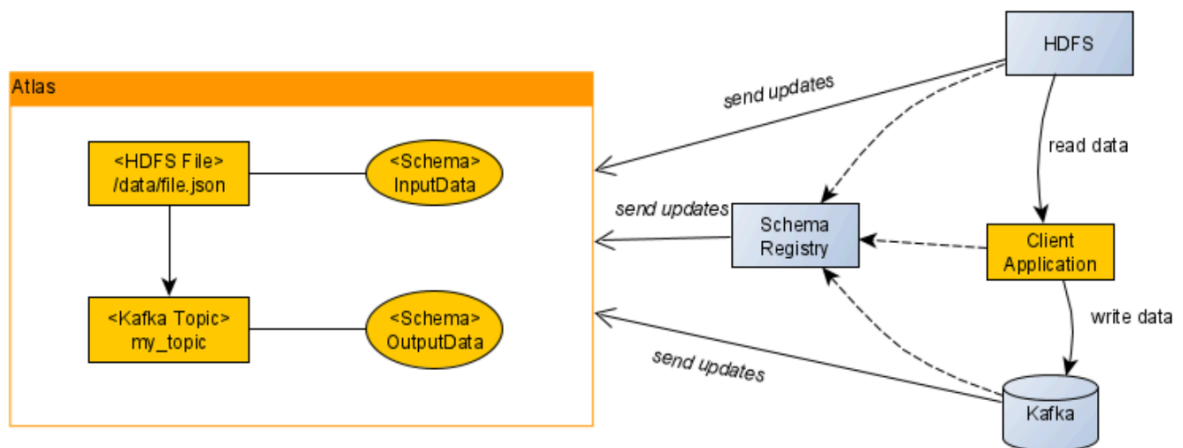 HDFS
Atlas
send updates
<HDFS File>
/data/file.json
<Schema>
InputData
read data
send updates
Schema
Registry
Client
Application
<Kafka Topic>
my_topic
<Schema>
OutputData
write data
send updates
Kafka